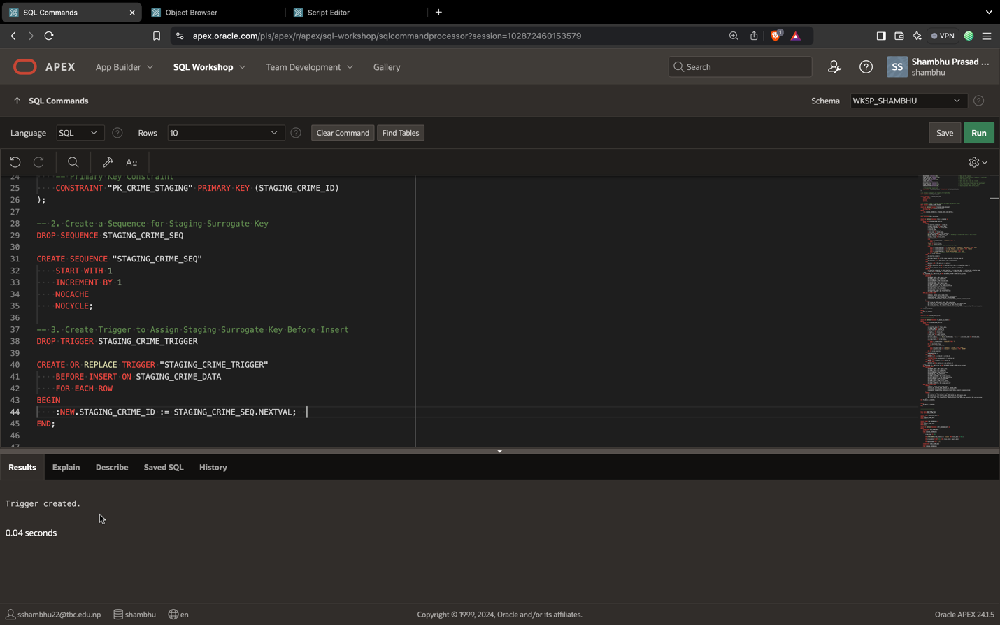 SQL Commands
Object Browser
Script Editor
apex.oracle.com/pls/apex/r/apex/sql-workshop/sqlcommandprocessor?session=102872460153579
1
VPN
APEX
App Builder
SQL Workshop
Team Development
Gallery
Search
SS
Shambhu Prasad ...
shambhu
SQL Commands
Schema
WKSP_SHAMBHU
Language
SQL
Rows
10
Clear Command
Find Tables
Save
Run
24 -- Primary Key Constraint
25 CONSTRAINT "PK_CRIME_STAGING" PRIMARY KEY (STAGING_CRIME_ID)
26 );
27
28 -- 2. Create a Sequence for Staging Surrogate Key
29 DROP SEQUENCE STAGING_CRIME_SEQ
30
31 CREATE SEQUENCE "STAGING_CRIME_SEQ"
32 START WITH 1
33 INCREMENT BY 1
34 NOCACHE
35 NOCYCLE;
36
37 -- 3. Create Trigger to Assign Staging Surrogate Key Before Insert
38 DROP TRIGGER STAGING_CRIME_TRIGGER
39
40 CREATE OR REPLACE TRIGGER "STAGING_CRIME_TRIGGER"
41 BEFORE INSERT ON STAGING_CRIME_DATA
42 FOR EACH ROW
43 BEGIN
44 :NEW.STAGING_CRIME_ID := STAGING_CRIME_SEQ.NEXTVAL;
45 END;
46
47
Results
Explain
Describe
Saved SQL
History
Trigger created.
0.04 seconds
sshambhu22@tbc.edu.np
shambhu
en
Copyright © 1999, 2024, Oracle and/or its affiliates.
Oracle APEX 24.1.5